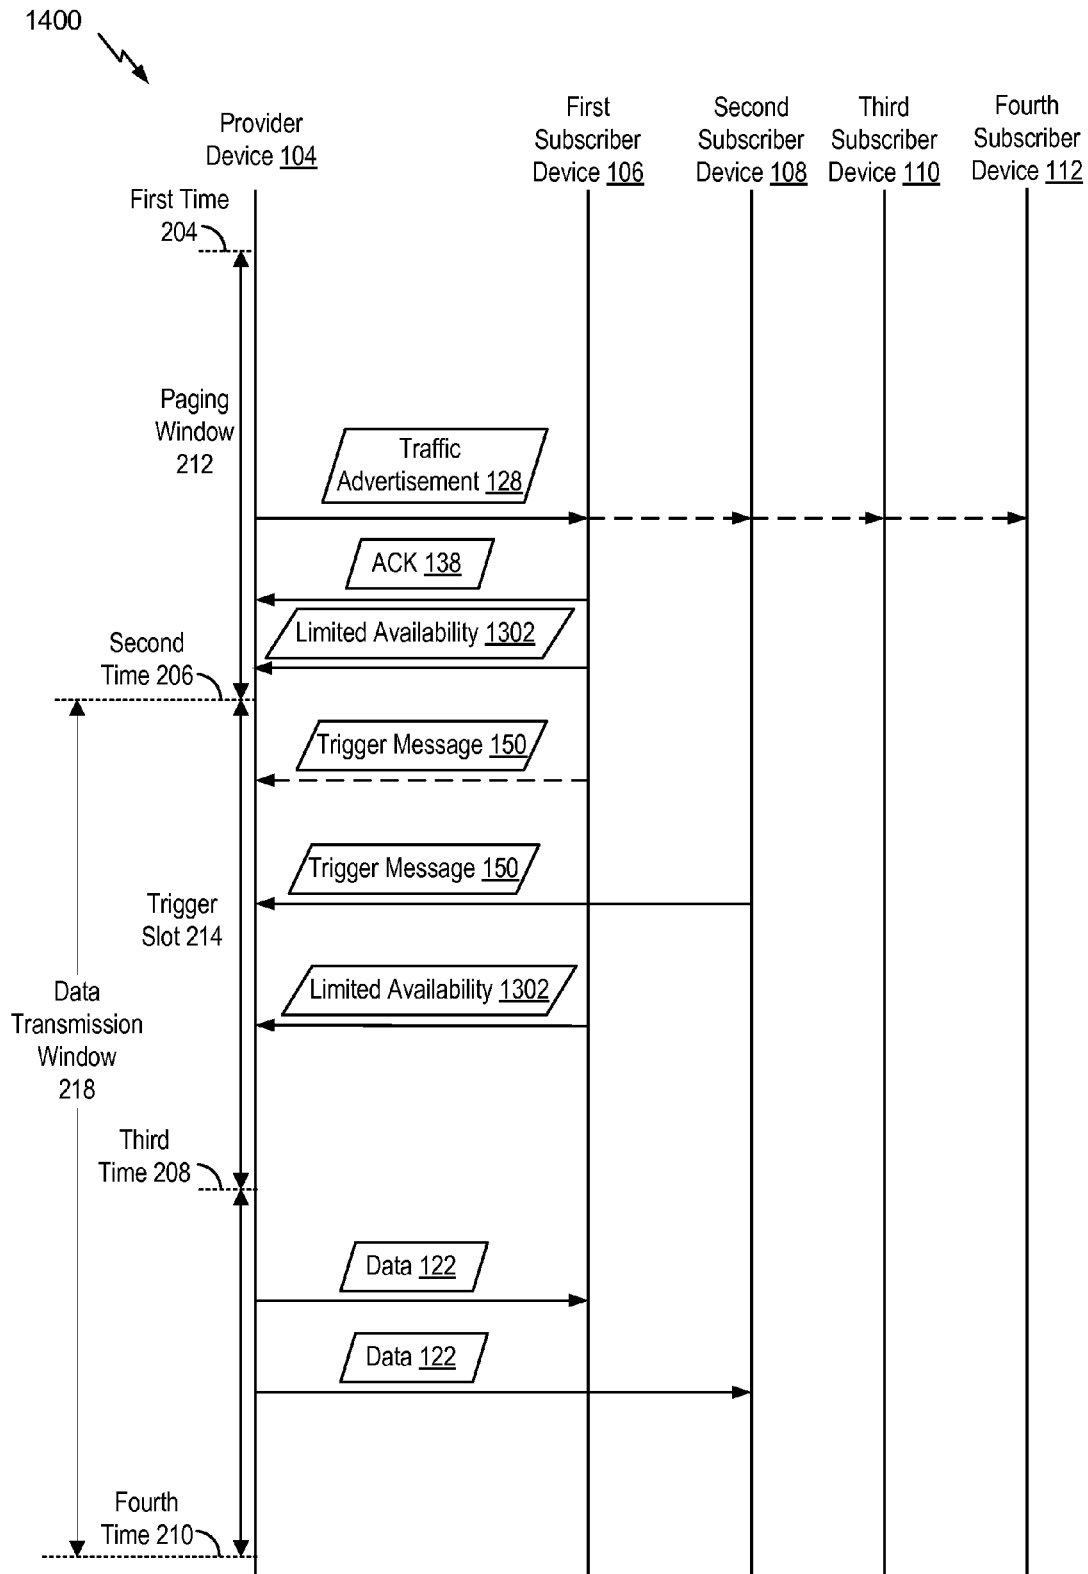 1400
Provider
Device 104
First
Subscriber
Device 106
Second
Subscriber
Device 108
Third
Subscriber
Device 110
Fourth
Subscriber
Device 112
First Time
204
Paging
Window
212
Traffic
Advertisement 128
ACK 138
Limited Availability 1302
Second
Time 206
Trigger Message 150
Trigger Message 150
Trigger
Slot 214
Limited Availability 1302
Data
Transmission
Window
218
Third
Time 208
Data 122
Data 122
Fourth
Time 210